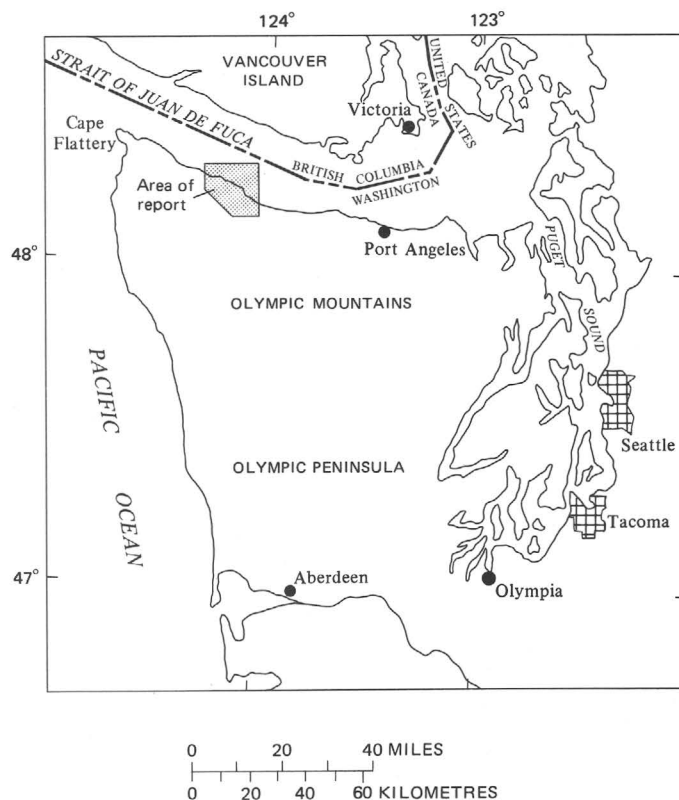 124°
123°
VANCOUVER
ISLAND
UNITED
STATES
CANADA
STRAIT OF JUAN DE FUCA
Victoria
Cape
Flattery
BRITISH COLUMBIA
WASHINGTON
Area of
report
Port Angeles
PUGET
SOUND
48°
OLYMPIC MOUNTAINS
PACIFIC
OCEAN
Seattle
OLYMPIC PENINSULA
Tacoma
47°
Aberdeen
Olympia
0 20 40 MILES
0 20 40 60 KILOMETRES